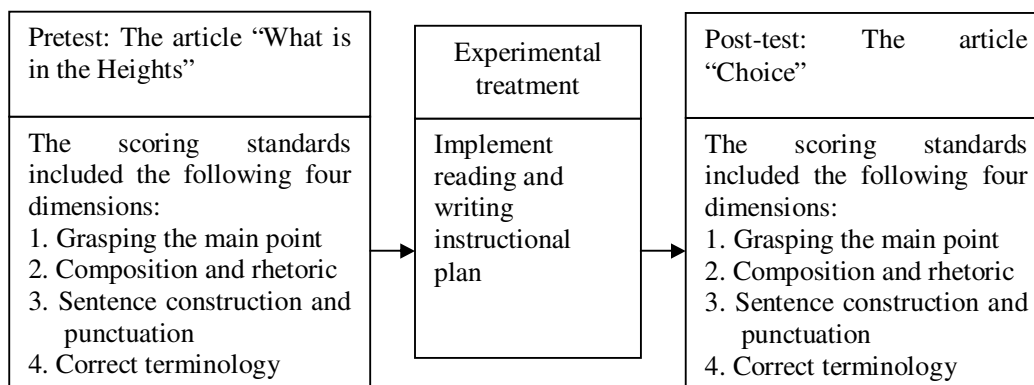 Pretest: The article “What is
in the Heights”
The scoring standards
included the following four
dimensions:
1. Grasping the main point
2. Composition and rhetoric
3. Sentence construction and
punctuation
4. Correct terminology
Experimental
treatment
Implement
reading and
writing
instructional
plan
Post-test: The article
“Choice”
The scoring standards
included the following four
dimensions:
1. Grasping the main point
2. Composition and rhetoric
3. Sentence construction and
punctuation
4. Correct terminology